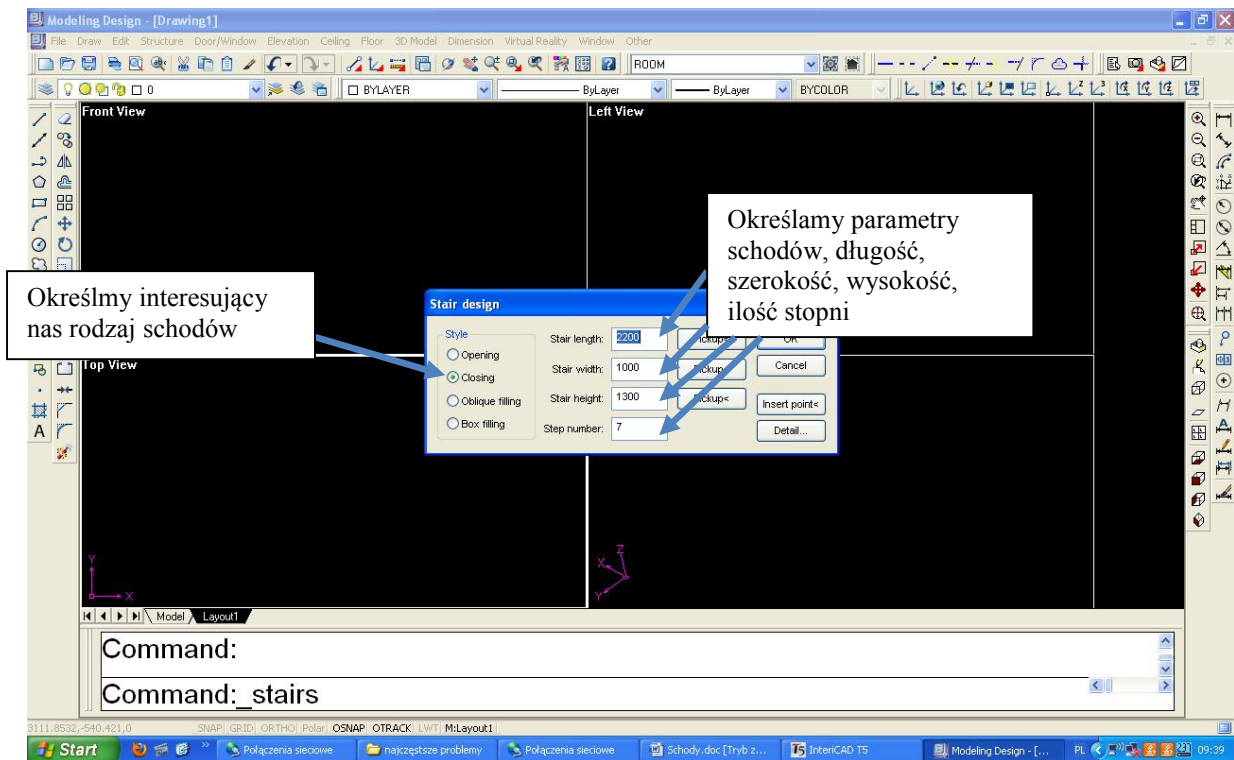 Modeling Design - [Drawing1]
File Draw Edit Structure Door/Window Elevation Ceiling Floor 3D Model Dimension Virtual Reality Window Other
ROOM
0 BYLAYER ByLayer ByLayer BYCOLOR
Front View
Left View
Określamy parametry
schodów, długość,
szerokość, wysokość,
ilość stopni
Określmy interesujący
nas rodzaj schodów
Stair design
Style
Opening
Closing
Oblique filling
Box filling
Stair length: 2200 Pickup< OK
Stair width: 1000 Pickup< Cancel
Stair height: 1300 Pickup< Insert point<
Step number: 7 Detail...
Top View
Y
X
Z
X
Y
Model Layout1
Command:
Command:_stairs
3111.8532,-540.421,0 SNAP GRID ORTHO Polar OSNAP OTRACK LWT M:Layout1
Start Połączenia sieciowe najczęstsze problemy Połączenia sieciowe Schody.doc [Tryb z... InteriCAD T5 Modeling Design - [... PL 09:39